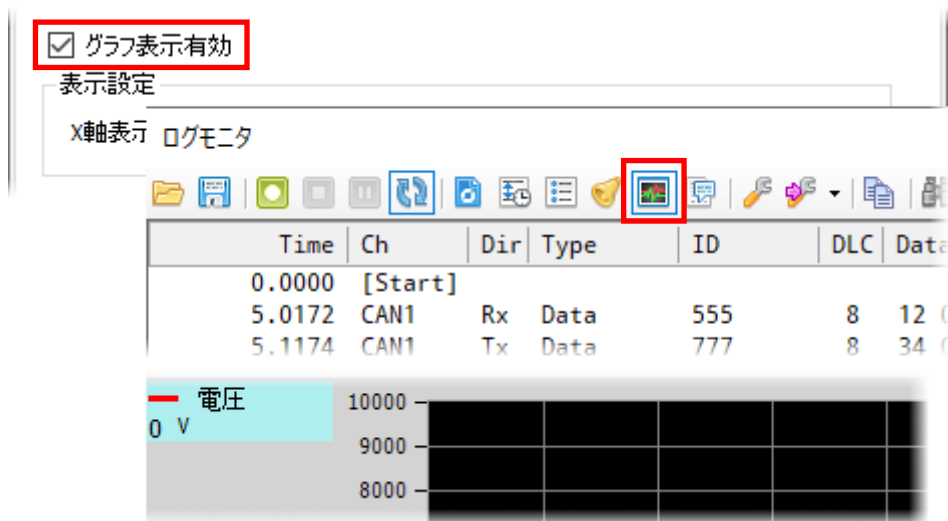 グラフ表示有効
表示設定
X軸表示
ログモニタ
Time Ch Dir Type ID DLC Data
0.0000 [Start]
5.0172 CAN1 Rx Data 555 8 12
5.1174 CAN1 Tx Data 777 8 34
電圧
0 V
10000
9000
8000